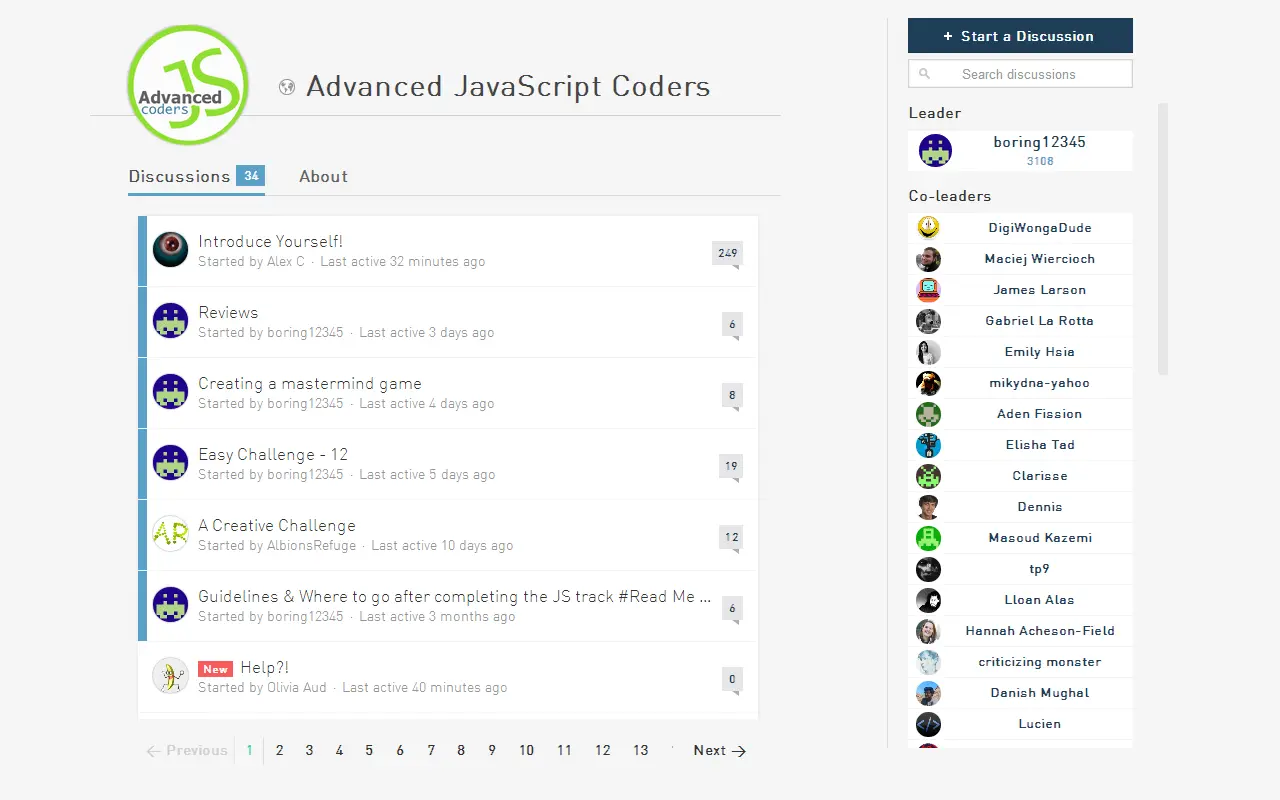 JS
Advanced
coders
Advanced JavaScript Coders
Discussions 34
About
Introduce Yourself!
Started by Alex C · Last active 32 minutes ago
249
Reviews
Started by boring12345 · Last active 3 days ago
6
Creating a mastermind game
Started by boring12345 · Last active 4 days ago
8
Easy Challenge - 12
Started by boring12345 · Last active 5 days ago
19
AR
A Creative Challenge
Started by AlbionsRefuge · Last active 10 days ago
12
Guidelines & Where to go after completing the JS track #Read Me ...
Started by boring12345 · Last active 3 months ago
6
New Help?!
Started by Olivia Aud · Last active 40 minutes ago
0
← Previous 1 2 3 4 5 6 7 8 9 10 11 12 13 Next →
+ Start a Discussion
Search discussions
Leader
boring12345
3108
Co-leaders
DigiWongaDude
Maciej Wiercioch
James Larson
Gabriel La Rotta
Emily Hsia
mikydna-yahoo
Aden Fission
Elisha Tad
Clarisse
Dennis
Masoud Kazemi
tp9
Lloan Alas
Hannah Acheson-Field
criticizing monster
Danish Mughal
</> Lucien